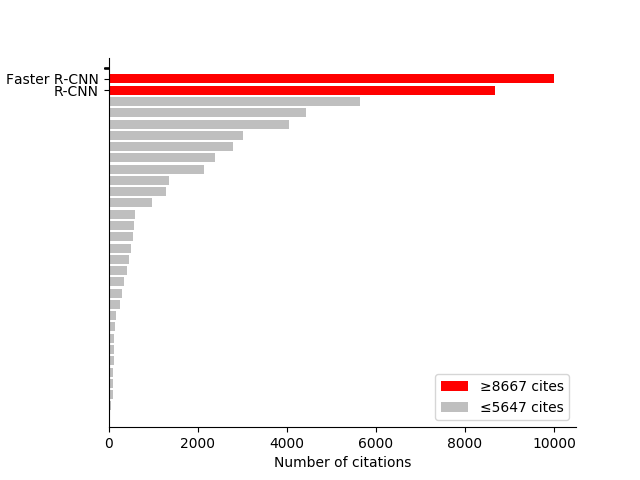 Faster R-CNN
R-CNN
≥8667 cites
≤5647 cites
0 2000 4000 6000 8000 10000
Number of citations